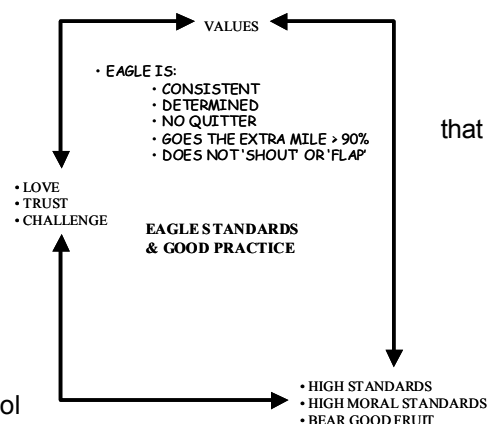 VALUES
• EAGLE IS:
• CONSISTENT
• DETERMINED
• NO QUITTER
• GOES THE EXTRA MILE > 90%
• DOES NOT 'SHOUT' OR 'FLAP'
that
• LOVE
• TRUST
• CHALLENGE
EAGLE STANDARDS
& GOOD PRACTICE
ol
• HIGH STANDARDS
• HIGH MORAL STANDARDS
• BEAR GOOD FRUIT